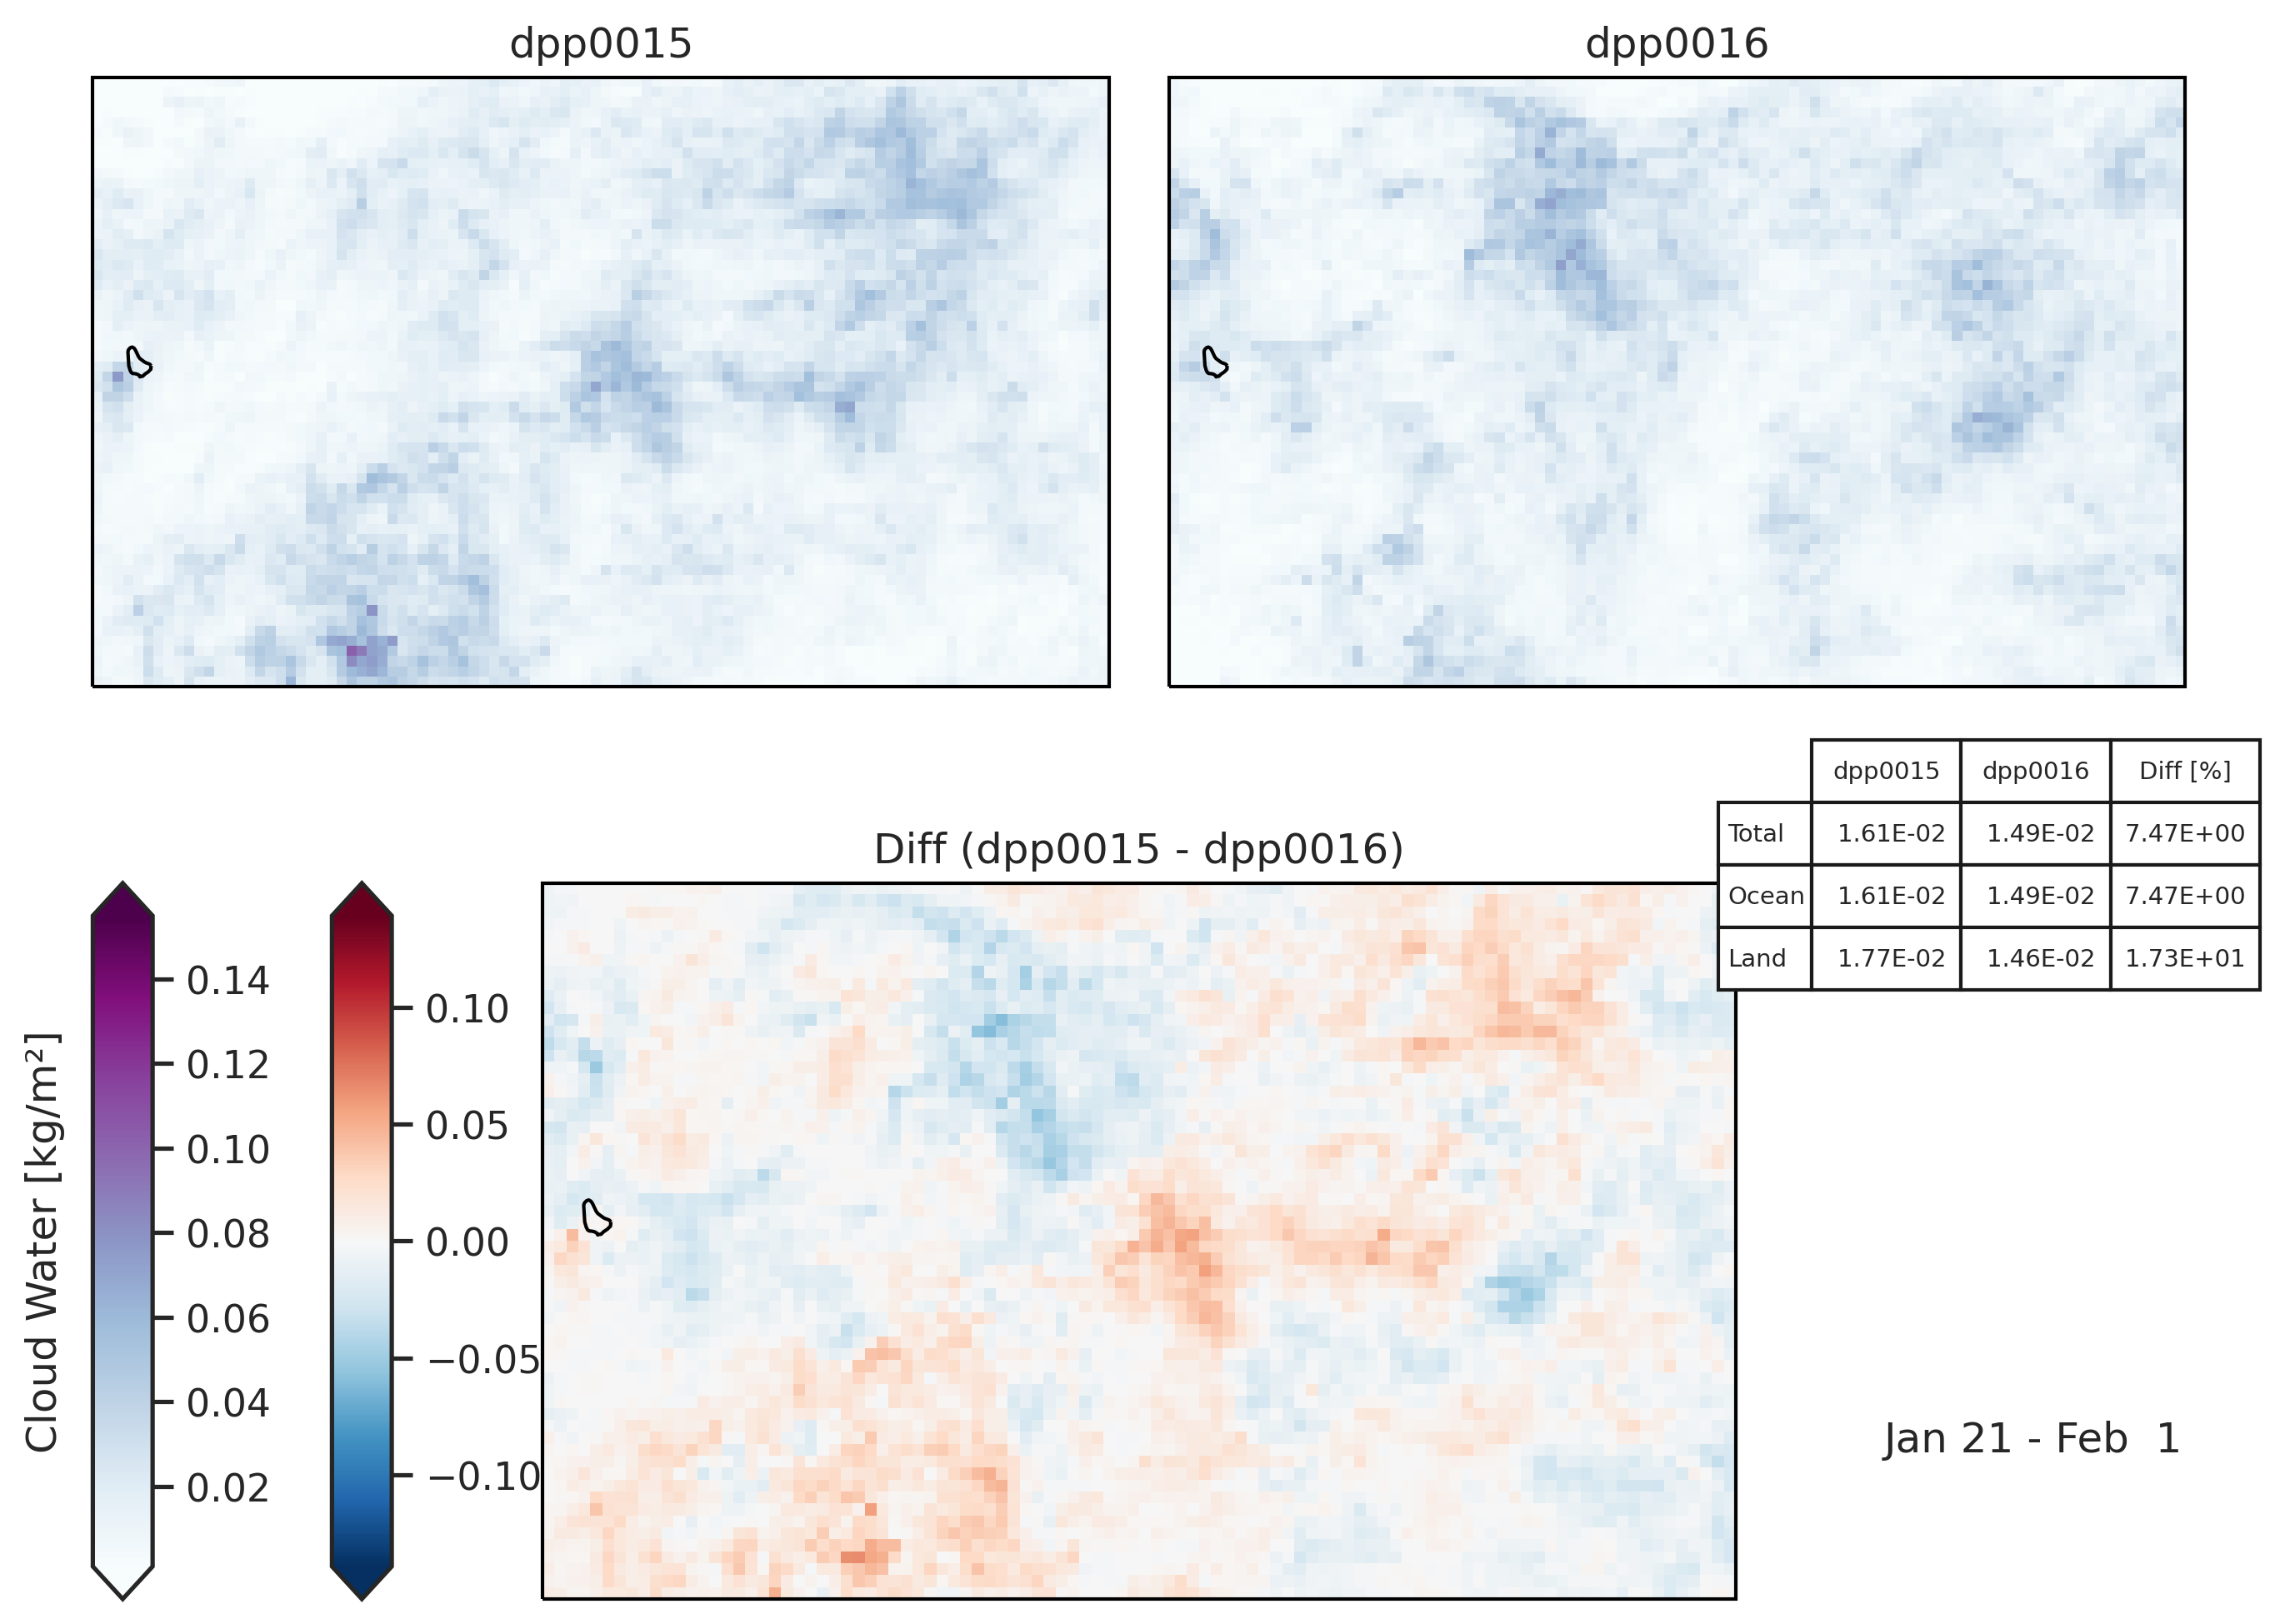 dpp0015
dpp0016
dpp0015 dpp0016 Diff [%]
Total 1.61E-02 1.49E-02 7.47E+00
Ocean 1.61E-02 1.49E-02 7.47E+00
Land 1.77E-02 1.46E-02 1.73E+01
Diff (dpp0015 - dpp0016)
Cloud Water [kg/m²]
0.14
0.12
0.10
0.08
0.06
0.04
0.02
0.10
0.05
0.00
−0.05
−0.10
Jan 21 - Feb  1